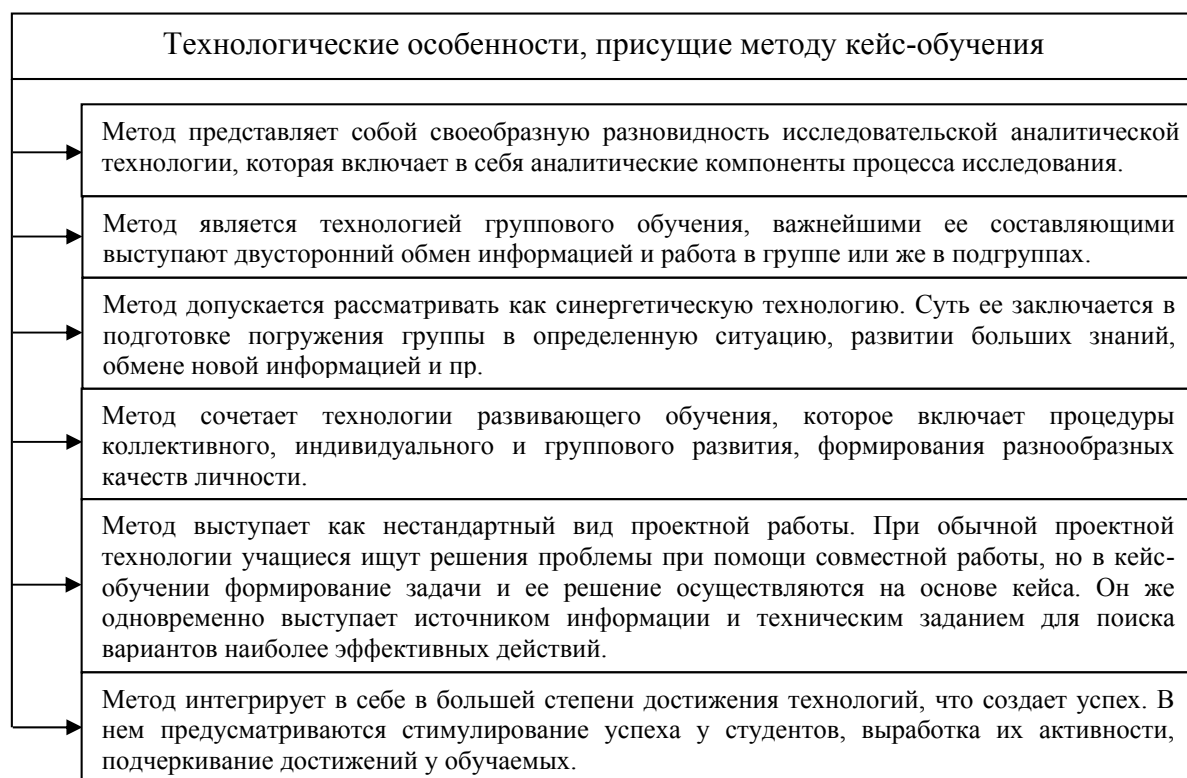 Технологические особенности, присущие методу кейс-обучения
Метод представляет собой своеобразную разновидность исследовательской аналитической
технологии, которая включает в себя аналитические компоненты процесса исследования.
Метод является технологией группового обучения, важнейшими ее составляющими
выступают двусторонний обмен информацией и работа в группе или же в подгруппах.
Метод допускается рассматривать как синергетическую технологию. Суть ее заключается в
подготовке погружения группы в определенную ситуацию, развитии больших знаний,
обмене новой информацией и пр.
Метод сочетает технологии развивающего обучения, которое включает процедуры
коллективного, индивидуального и группового развития, формирования разнообразных
качеств личности.
Метод выступает как нестандартный вид проектной работы. При обычной проектной
технологии учащиеся ищут решения проблемы при помощи совместной работы, но в кейс-
обучении формирование задачи и ее решение осуществляются на основе кейса. Он же
одновременно выступает источником информации и техническим заданием для поиска
вариантов наиболее эффективных действий.
Метод интегрирует в себе в большей степени достижения технологий, что создает успех. В
нем предусматриваются стимулирование успеха у студентов, выработка их активности,
подчеркивание достижений у обучаемых.